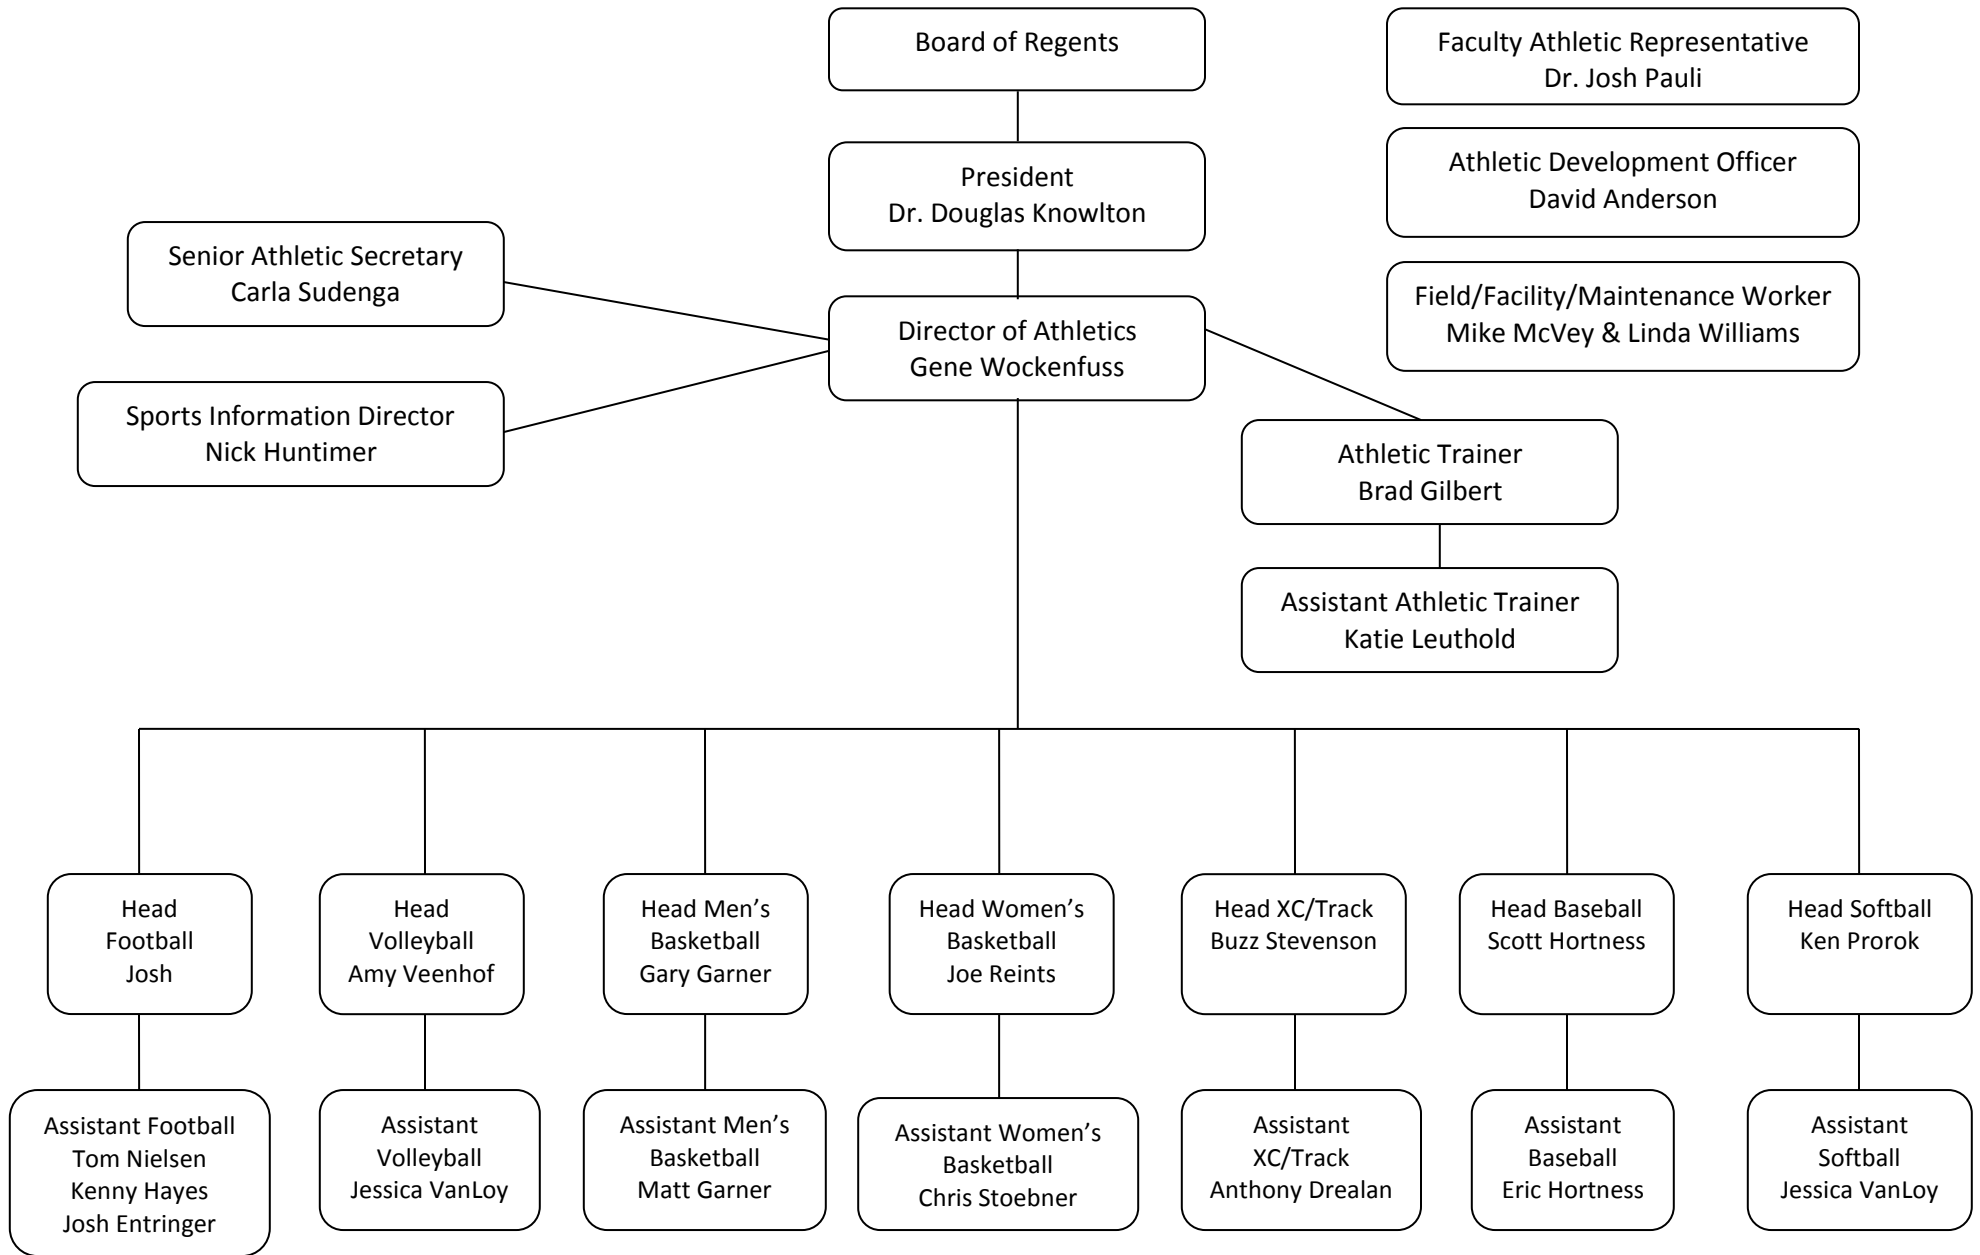 Board of Regents
Faculty Athletic Representative
Dr. Josh Pauli
President
Dr. Douglas Knowlton
Athletic Development Officer
David Anderson
Senior Athletic Secretary
Carla Sudenga
Field/Facility/Maintenance Worker
Mike McVey & Linda Williams
Director of Athletics
Gene Wockenfuss
Sports Information Director
Nick Huntimer
Athletic Trainer
Brad Gilbert
Assistant Athletic Trainer
Katie Leuthold
Head
Football
Josh
Head
Volleyball
Amy Veenhof
Head Men’s
Basketball
Gary Garner
Head Women’s
Basketball
Joe Reints
Head XC/Track
Buzz Stevenson
Head Baseball
Scott Hortness
Head Softball
Ken Prorok
Assistant Football
Tom Nielsen
Kenny Hayes
Josh Entringer
Assistant
Volleyball
Jessica VanLoy
Assistant Men’s
Basketball
Matt Garner
Assistant Women’s
Basketball
Chris Stoebner
Assistant
XC/Track
Anthony Drealan
Assistant
Baseball
Eric Hortness
Assistant
Softball
Jessica VanLoy